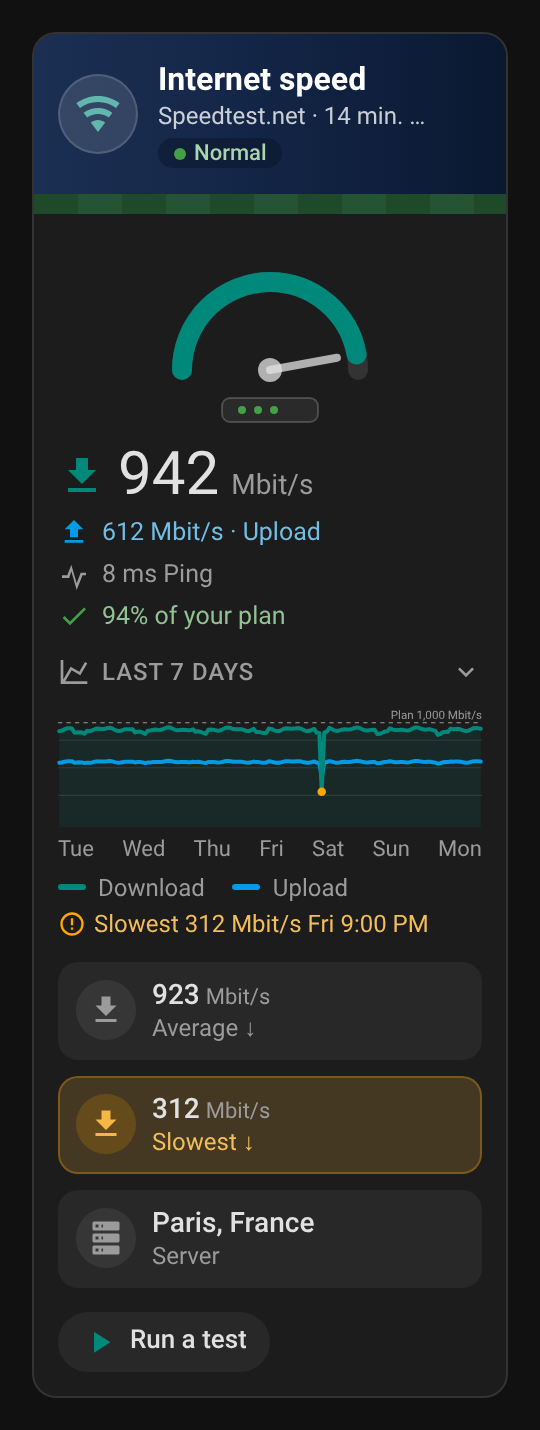 Internet speed
Speedtest.net · 14 min. …
Normal
942 Mbit/s
612 Mbit/s · Upload
8 ms Ping
94% of your plan
LAST 7 DAYS
Plan 1,000 Mbit/s
Tue Wed Thu Fri Sat Sun Mon
Download Upload
Slowest 312 Mbit/s Fri 9:00 PM
923 Mbit/s
Average ↓
312 Mbit/s
Slowest ↓
Paris, France
Server
Run a test